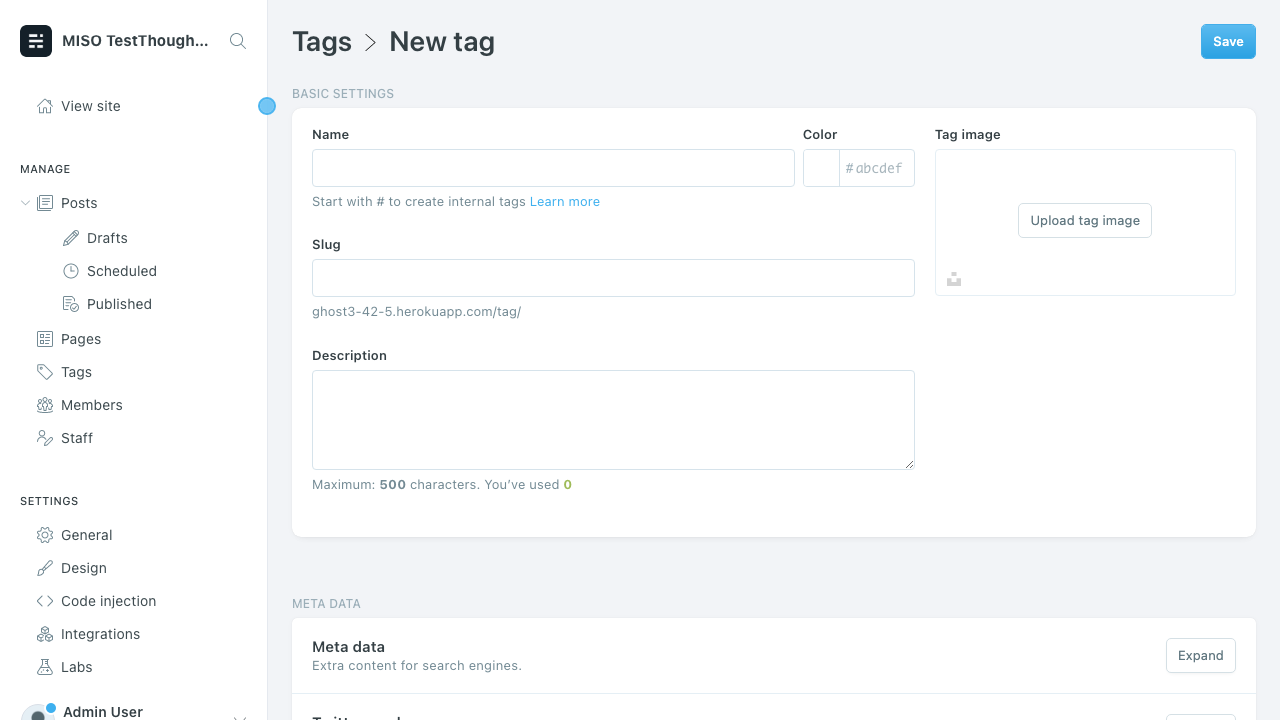 MISO TestThough...
View site
MANAGE
Posts
Drafts
Scheduled
Published
Pages
Tags
Members
Staff
SETTINGS
General
Design
Code injection
Integrations
Labs
Admin User
Tags > New tag
Save
BASIC SETTINGS
Name
Color
#abcdef
Start with # to create internal tags Learn more
Slug
ghost3-42-5.herokuapp.com/tag/
Description
Maximum: 500 characters. You’ve used 0
Tag image
Upload tag image
META DATA
Meta data
Extra content for search engines.
Expand